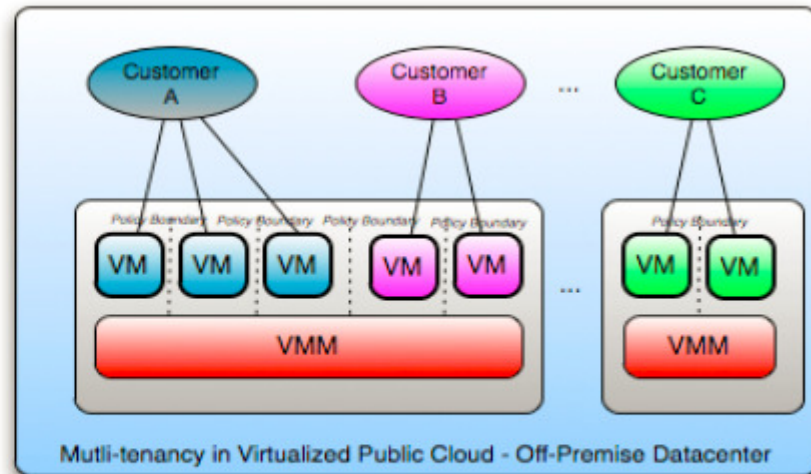 Customer
A
Customer
B
...
Customer
C
Policy Boundary Policy Boundary Policy Boundary Policy Boundary
Policy Boundary
VM VM VM VM VM
...
VM VM
VMM
VMM
Mutli-tenancy in Virtualized Public Cloud - Off-Premise Datacenter